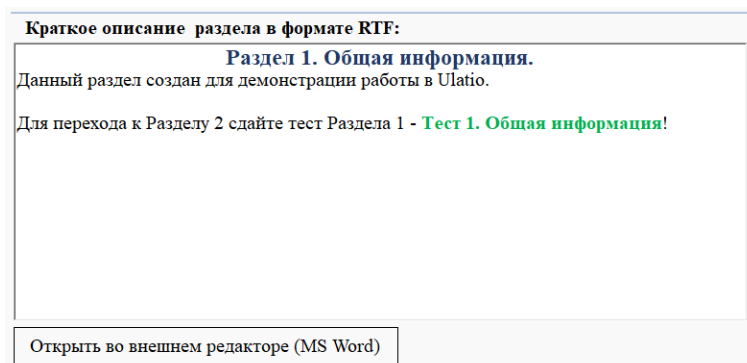 Краткое описание раздела в формате RTF:
Раздел 1. Общая информация.
Данный раздел создан для демонстрации работы в Ulatio.
Для перехода к Разделу 2 сдайте тест Раздела 1 - Тест 1. Общая информация!
Открыть во внешнем редакторе (MS Word)